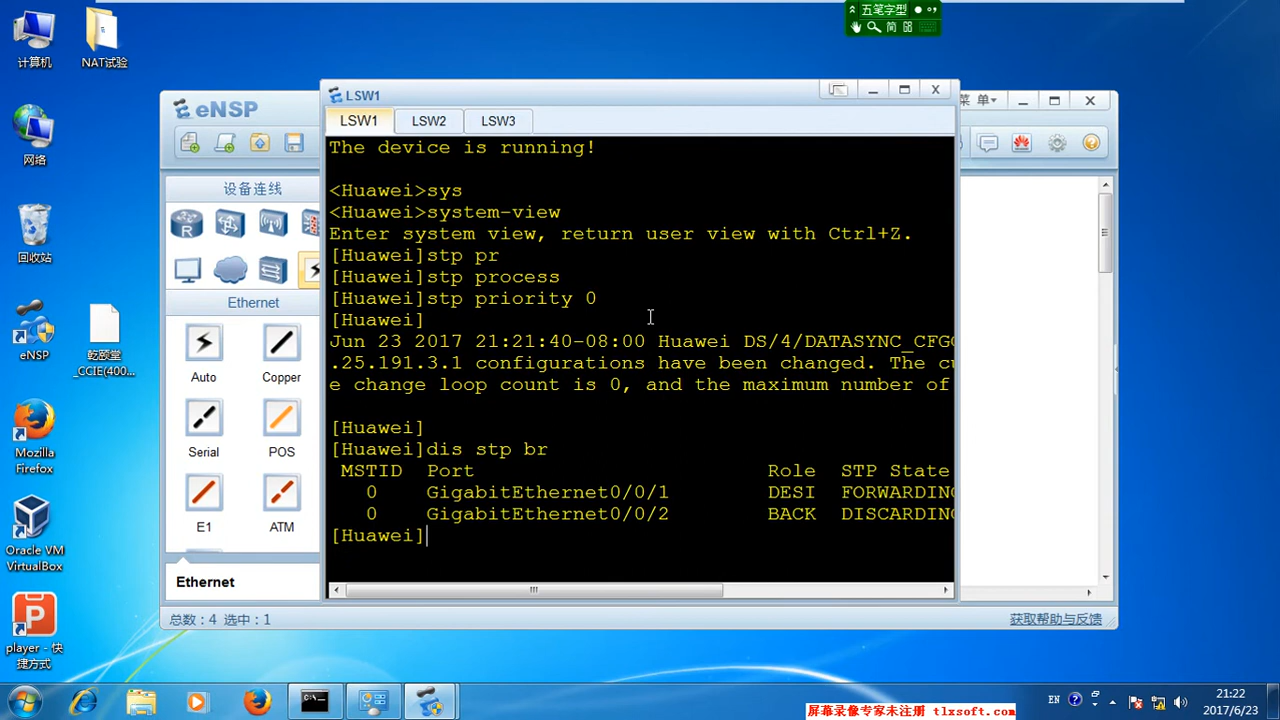 五笔字型
简
计算机
NAT试验
网络
回收站
eNSP
乾颐堂
_CCIE(400...
Mozilla
Firefox
Oracle VM
VirtualBox
player - 快
捷方式
eNSP
菜 单
设备连线
R
Ethernet
Auto
Copper
Serial
POS
E1
ATM
Ethernet
总数：4 选中：1
获取帮助与反馈
LSW1
LSW1
LSW2
LSW3
The device is running!
<Huawei>sys
<Huawei>system-view
Enter system view, return user view with Ctrl+Z.
[Huawei]stp pr
[Huawei]stp process
[Huawei]stp priority 0
[Huawei]
Jun 23 2017 21:21:40-08:00 Huawei DS/4/DATASYNC_CFG
.25.191.3.1 configurations have been changed. The cu
e change loop count is 0, and the maximum number of
[Huawei]
[Huawei]dis stp br
MSTID Port Role STP State
0 GigabitEthernet0/0/1 DESI FORWARDING
0 GigabitEthernet0/0/2 BACK DISCARDING
[Huawei]
EN
21:22
2017/6/23
屏幕录像专家未注册 tlxsoft.com